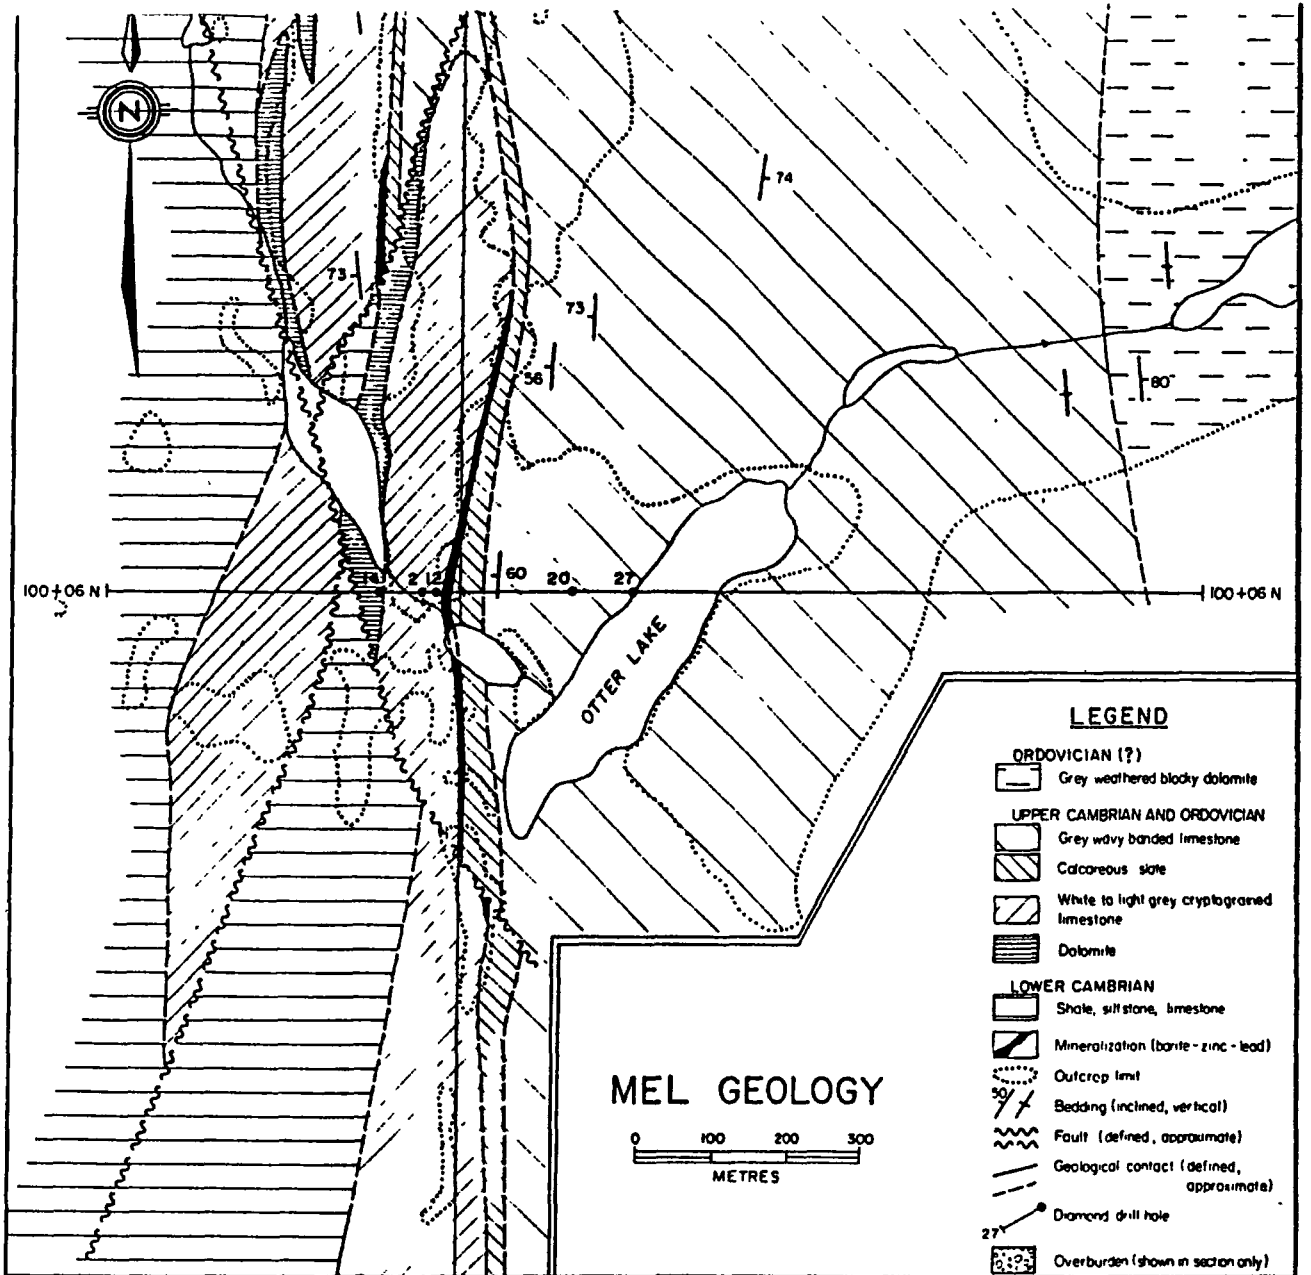 N
74
73
73
56
80
100+06 N
14 2 12 60 20 27
100+06 N
OTTER LAKE
LEGEND
ORDOVICIAN (?)
Grey weathered blocky dolomite
UPPER CAMBRIAN AND ORDOVICIAN
Grey wavy banded limestone
Calcareous slate
White to light grey cryptograined
limestone
Dolomite
LOWER CAMBRIAN
Shale, siltstone, limestone
Mineralization (barite-zinc-lead)
Outcrop limit
50
Bedding (inclined, vertical)
Fault (defined, approximate)
Geological contact (defined,
approximate)
Diamond drill hole
27
Overburden (shown in section only)
MEL GEOLOGY
0 100 200 300
METRES